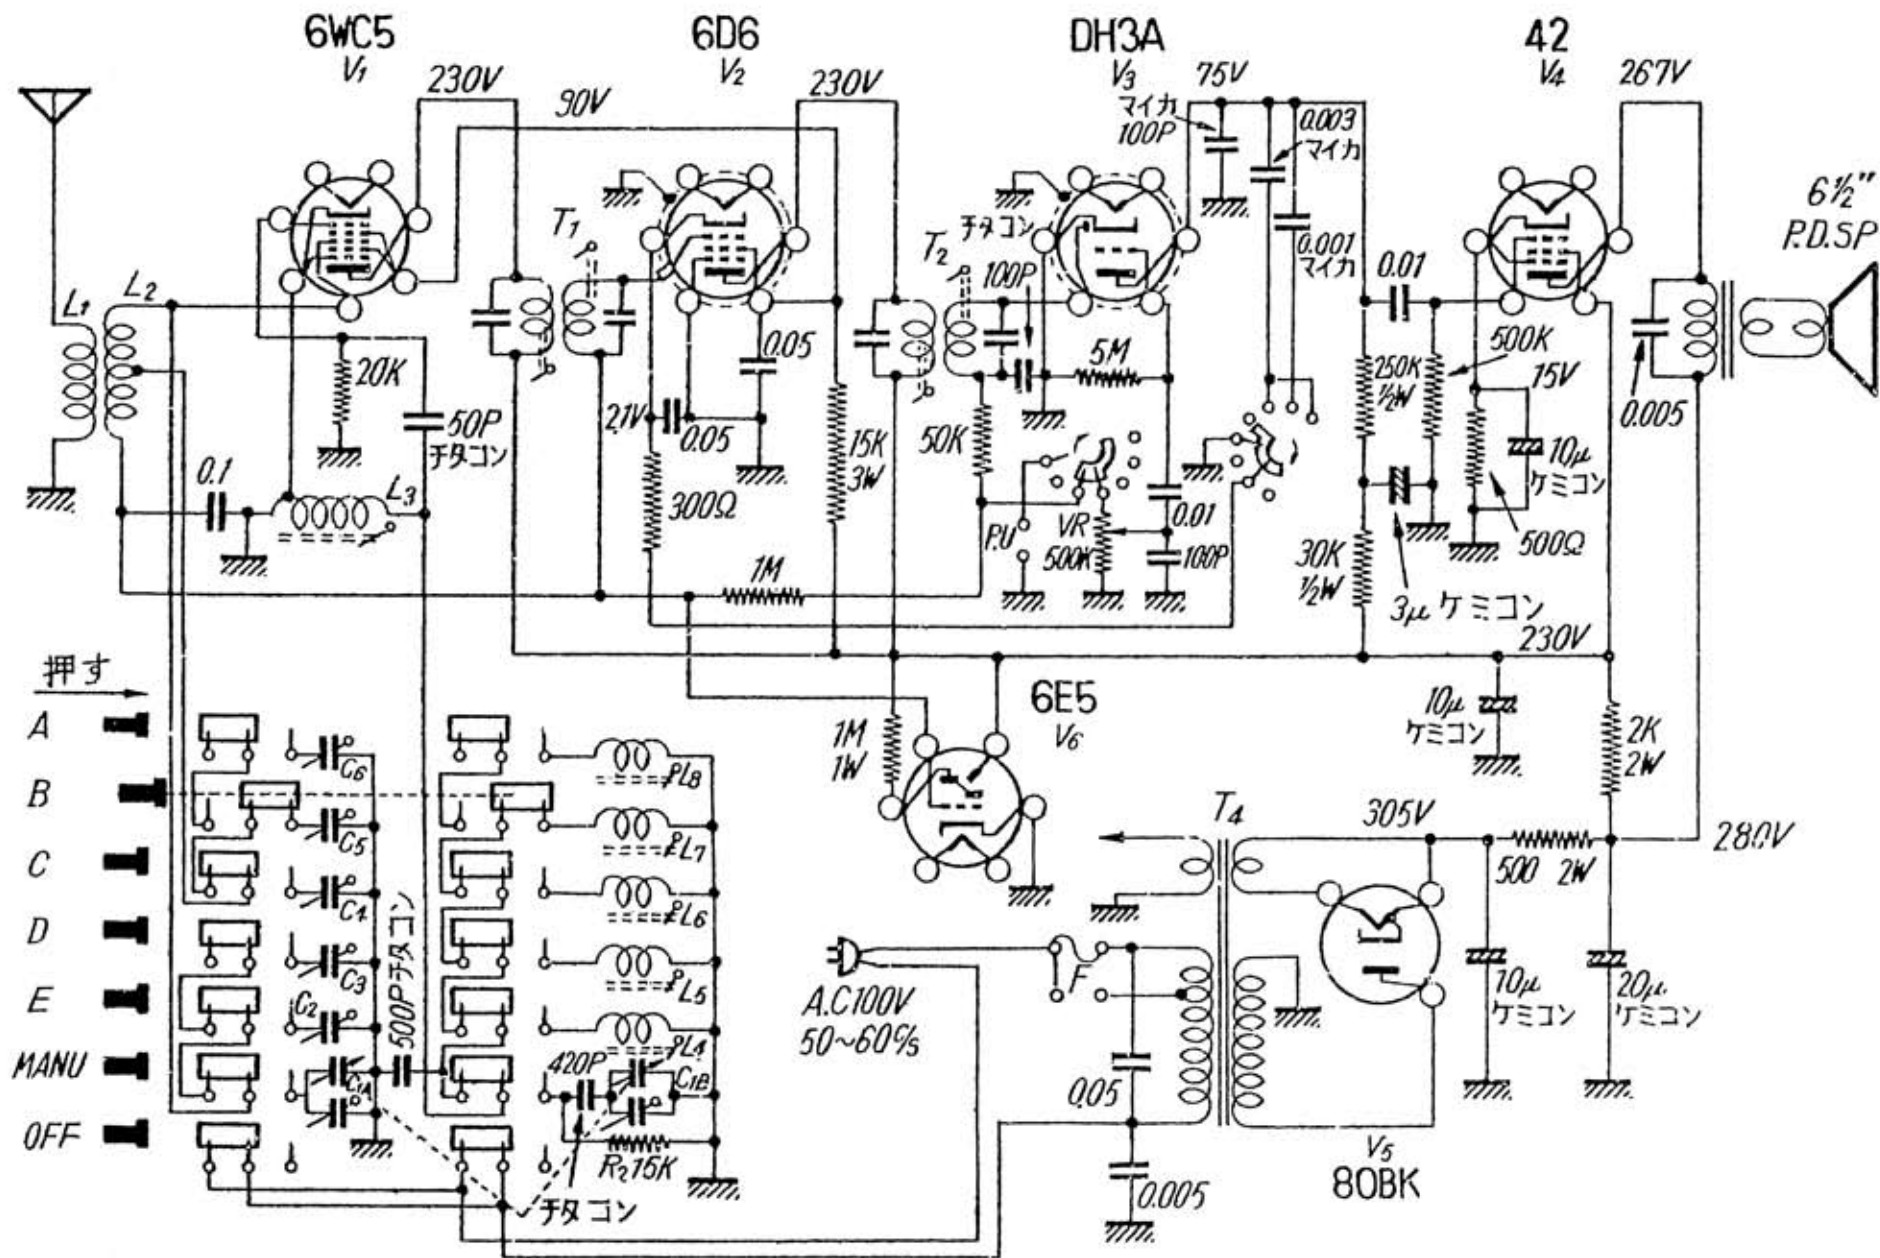 6WC5
V1
6D6
V2
DH3A
V3
42
V4
230V
90V
230V
75V
267V
マイカ
100P
0.003
マイカ
0.001
マイカ
6½"
P.D.SP
L1
L2
T1
T2
チタコン
100P
20K
50P
チタコン
0.1
L3
0.05
2.1V
0.05
300Ω
15K
3W
50K
5M
P.U
VR
500K
0.01
100P
0.01
250K
½W
500K
15V
10μ
ケミコン
500Ω
30K
½W
3μ ケミコン
0.005
1M
230V
押す
A
B
C
D
E
MANU
OFF
C6
C5
C4
C3
C2
C1A
500Pチタコン
L8
L7
L6
L5
L4
420P
C1B
R2 15K
チタコン
1M
1W
6E5
V6
10μ
ケミコン
2K
2W
T4
305V
500 2W
280V
A.C100V
50~60%s
F
0.05
0.005
V5
80BK
10μ
ケミコン
20μ
ケミコン